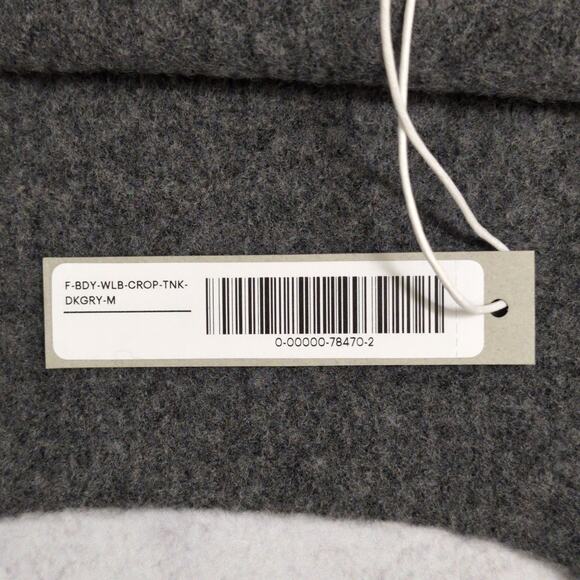 F-BDY-WLB-CROP-TNK-
DKGRY-M
0-00000-78470-2